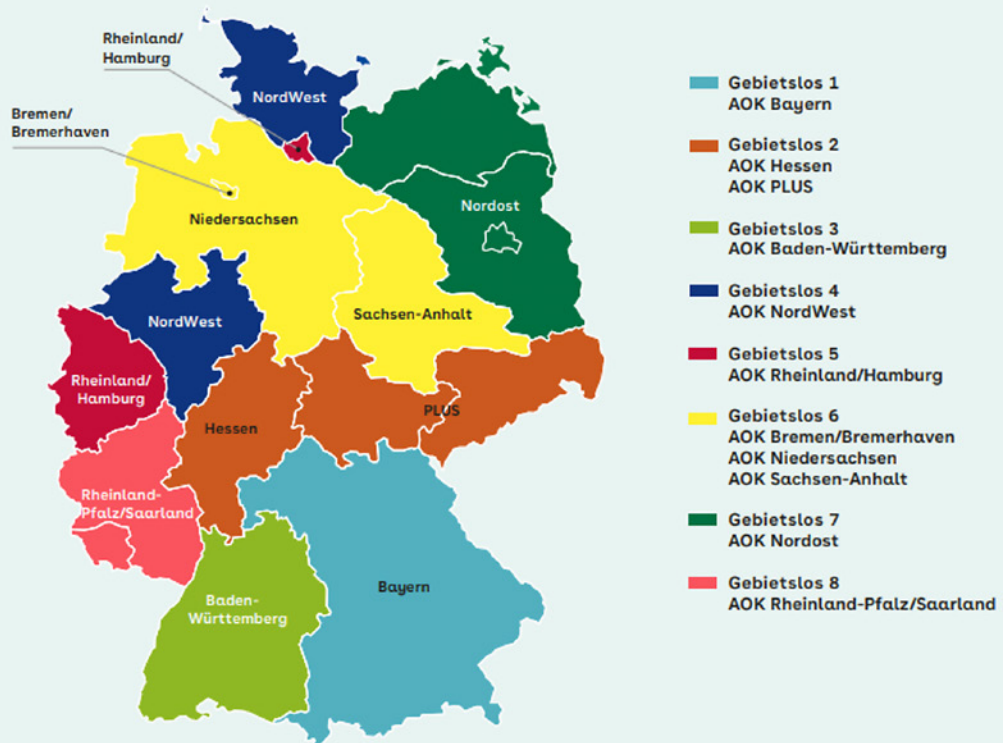 Rheinland/
Hamburg
NordWest
Bremen/
Bremerhaven
Niedersachsen
Nordost
Sachsen-Anhalt
NordWest
Rheinland/
Hamburg
Hessen
PLUS
Rheinland-
Pfalz/Saarland
Bayern
Baden-
Württemberg
Gebietslos 1
AOK Bayern
Gebietslos 2
AOK Hessen
AOK PLUS
Gebietslos 3
AOK Baden-Württemberg
Gebietslos 4
AOK NordWest
Gebietslos 5
AOK Rheinland/Hamburg
Gebietslos 6
AOK Bremen/Bremerhaven
AOK Niedersachsen
AOK Sachsen-Anhalt
Gebietslos 7
AOK Nordost
Gebietslos 8
AOK Rheinland-Pfalz/Saarland